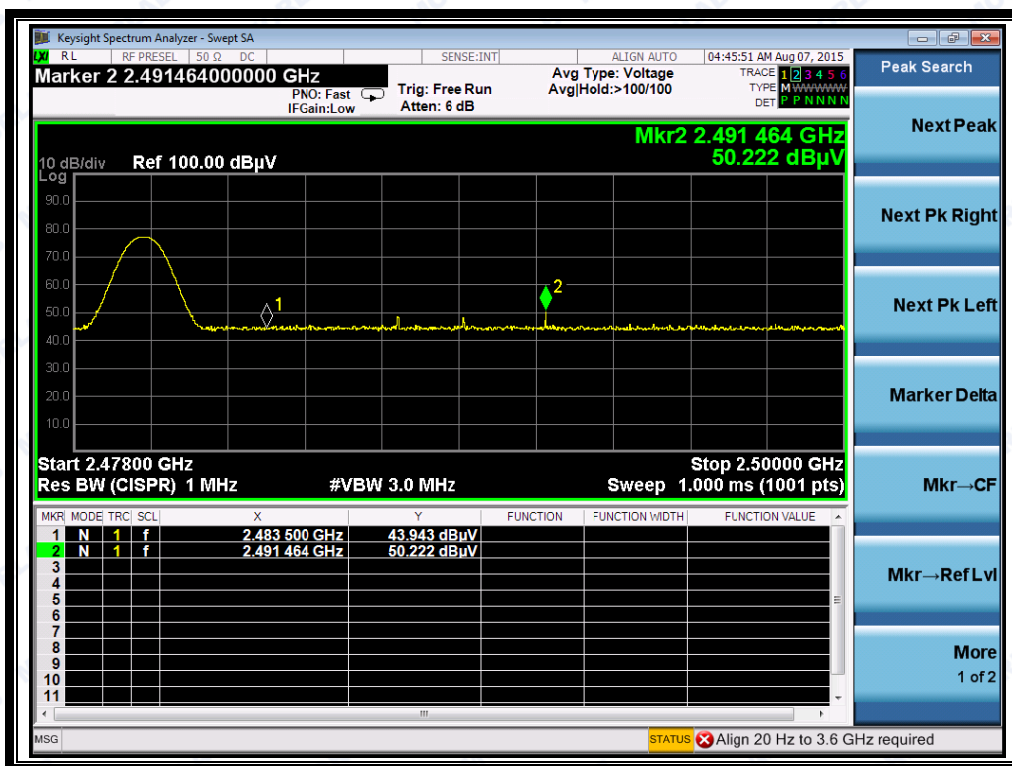 Keysight Spectrum Analyzer - Swept SA
LXI RL RF PRESEL 50 Ω DC SENSE:INT ALIGN AUTO 04:45:51 AM Aug 07, 2015
Marker 2 2.491464000000 GHz
PNO: Fast
IFGain:Low
Trig: Free Run
Atten: 6 dB
Avg Type: Voltage
Avg|Hold:>100/100
TRACE 1 2 3 4 5 6
TYPE M WWWWW
DET P P N N N N
Mkr2 2.491 464 GHz
50.222 dBµV
10 dB/div Ref 100.00 dBµV
Log
90.0
80.0
70.0
60.0
50.0
40.0
30.0
20.0
10.0
1
2
Start 2.47800 GHz Stop 2.50000 GHz
Res BW (CISPR) 1 MHz #VBW 3.0 MHz Sweep 1.000 ms (1001 pts)
MKR MODE TRC SCL X Y FUNCTION FUNCTION WIDTH FUNCTION VALUE
1 N 1 f 2.483 500 GHz 43.943 dBµV
2 N 1 f 2.491 464 GHz 50.222 dBµV
3
4
5
6
7
8
9
10
11
MSG STATUS Align 20 Hz to 3.6 GHz required
Peak Search
Next Peak
Next Pk Right
Next Pk Left
Marker Delta
Mkr→CF
Mkr→Ref Lvl
More
1 of 2